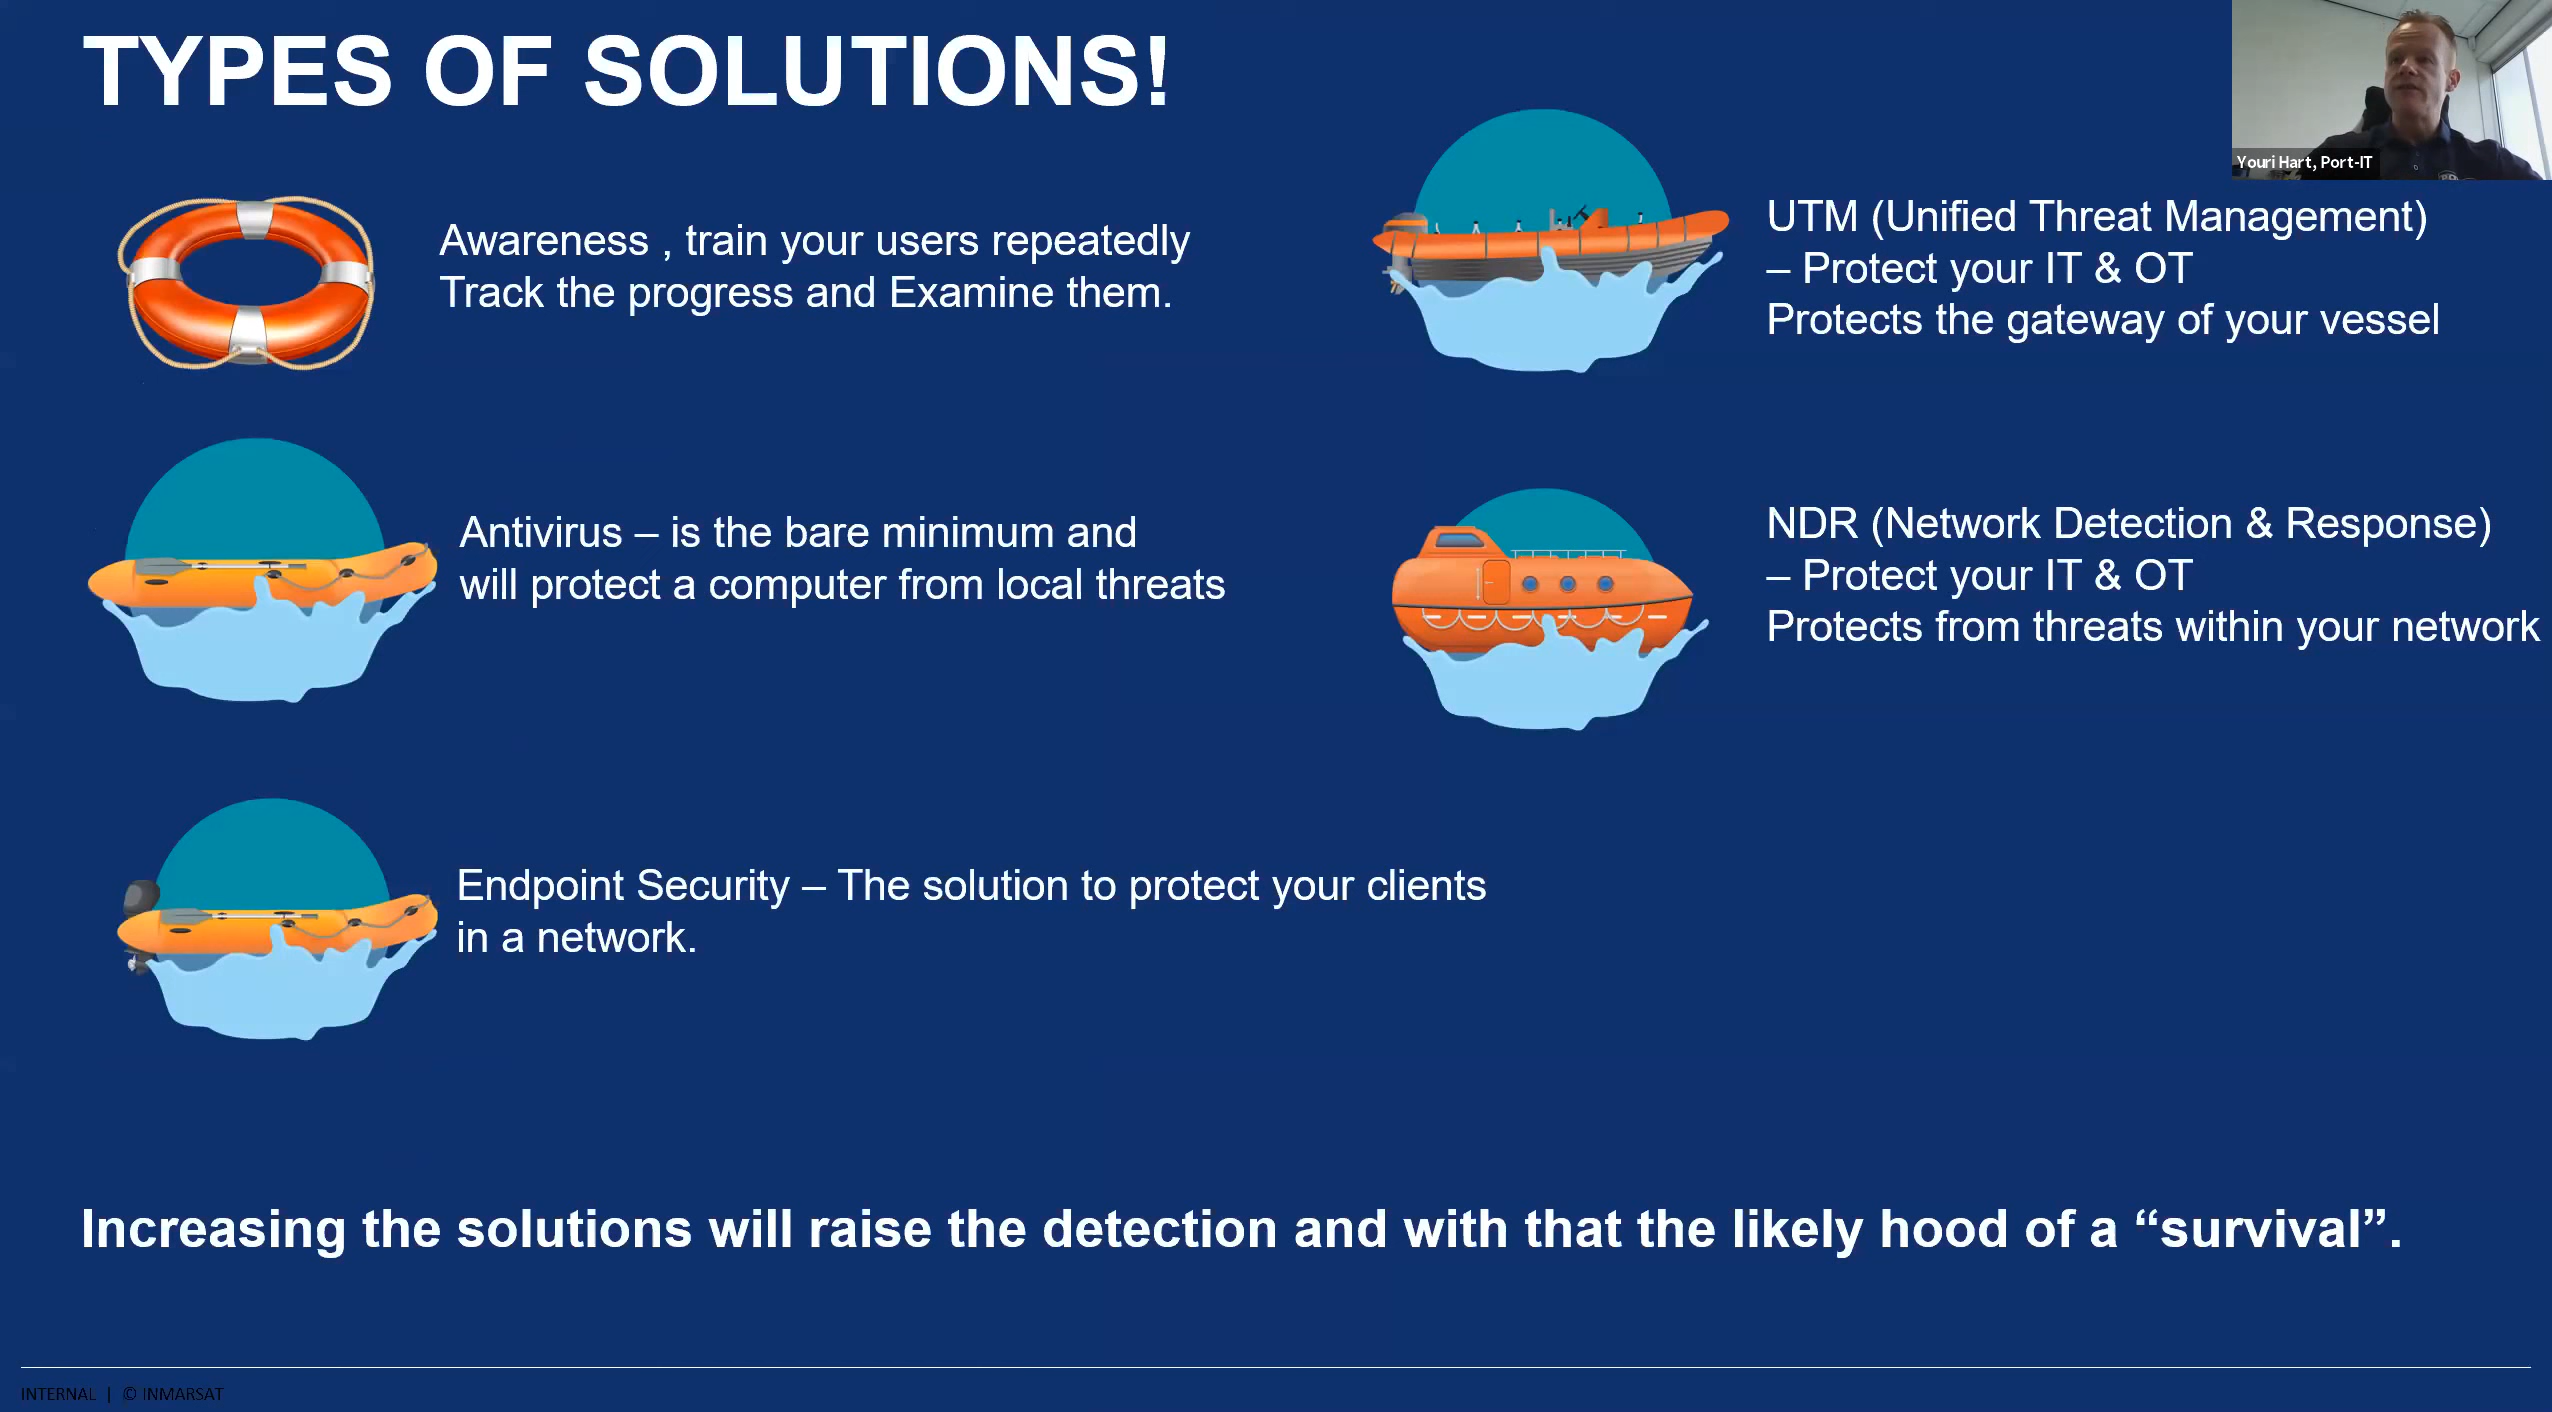 TYPES OF SOLUTIONS!
Youri Hart, Port-IT
Awareness , train your users repeatedly
Track the progress and Examine them.
Antivirus – is the bare minimum and
will protect a computer from local threats
Endpoint Security – The solution to protect your clients
in a network.
UTM (Unified Threat Management)
– Protect your IT & OT
Protects the gateway of your vessel
NDR (Network Detection & Response)
– Protect your IT & OT
Protects from threats within your network
Increasing the solutions will raise the detection and with that the likely hood of a “survival”.
INTERNAL | © INMARSAT